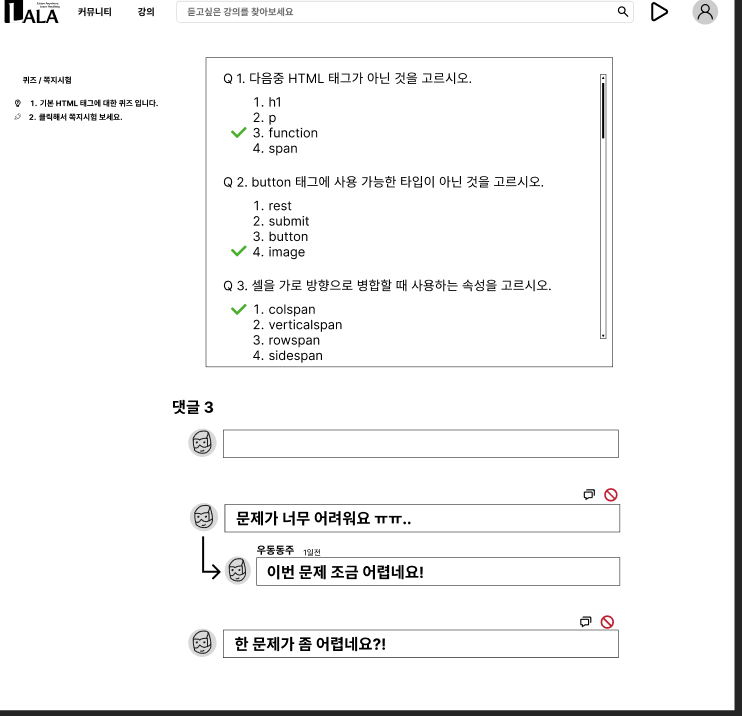 LALA
커뮤니티
강의
듣고싶은 강의를 찾아보세요
퀴즈 / 쪽지시험
1. 기본 HTML 태그에 대한 퀴즈 입니다.
2. 클릭해서 쪽지시험 보세요.
Q 1. 다음중 HTML 태그가 아닌 것을 고르시오.
1. h1
2. p
3. function
4. span
Q 2. button 태그에 사용 가능한 타입이 아닌 것을 고르시오.
1. rest
2. submit
3. button
4. image
Q 3. 셀을 가로 방향으로 병합할 때 사용하는 속성을 고르시오.
1. colspan
2. verticalspan
3. rowspan
4. sidespan
댓글 3
문제가 너무 어려워요 ㅠㅠ..
우동동주 1일전
이번 문제 조금 어렵네요!
한 문제가 좀 어렵네요?!